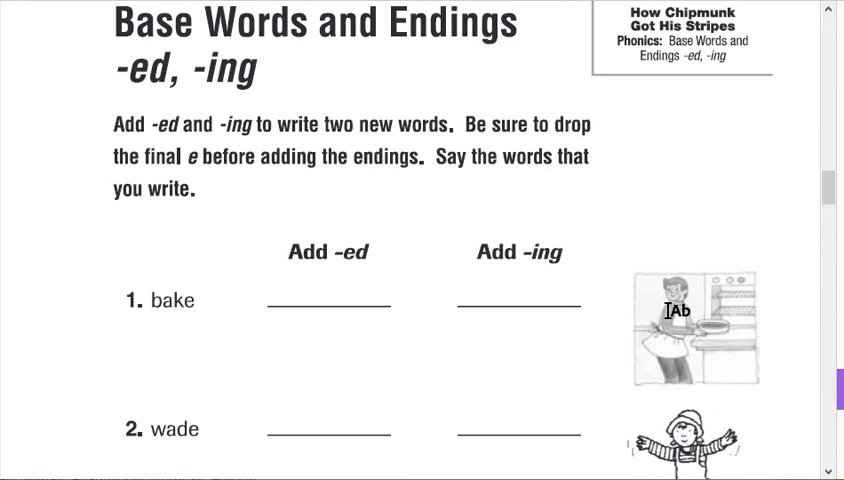 Base Words and Endings
-ed, -ing
How Chipmunk
Got His Stripes
Phonics: Base Words and
Endings -ed, -ing
Add -ed and -ing to write two new words. Be sure to drop
the final e before adding the endings. Say the words that
you write.
Add -ed Add -ing
1. bake
Ab
2. wade